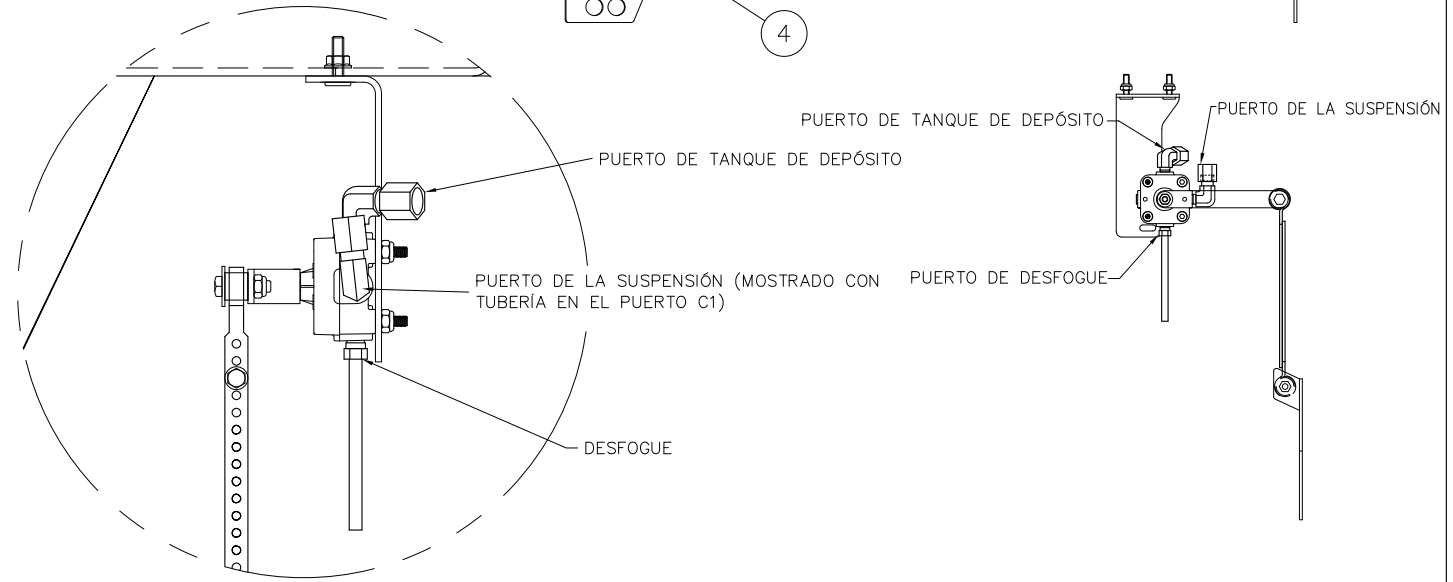 4
PUERTO DE TANQUE DE DEPÓSITO
PUERTO DE LA SUSPENSIÓN (MOSTRADO CON
TUBERÍA EN EL PUERTO C1)
DESFOGUE
PUERTO DE TANQUE DE DEPÓSITO
PUERTO DE LA SUSPENSIÓN
PUERTO DE DESFOGUE